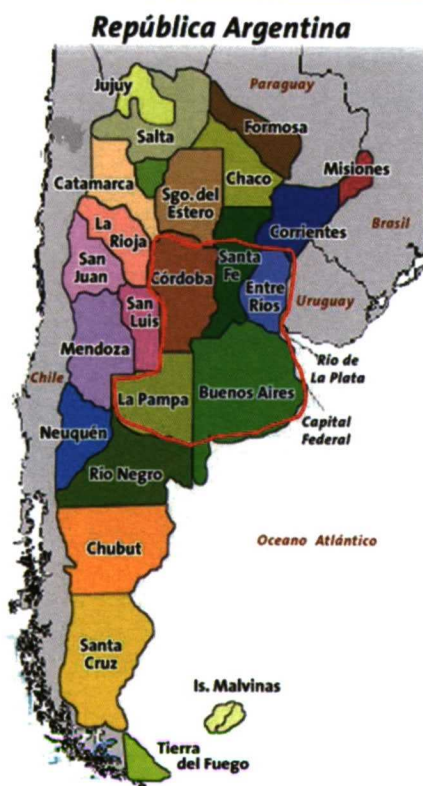 República Argentina
Jujuy
Paraguay
Salta
Formosa
Misiones
Catamarca
Sgo. del
Estero
Chaco
Corrientes
Brasil
La
Rioja
San
Juan
Córdoba
Santa
Fe
Entre
Ríos
Uruguay
San
Luis
Mendoza
Chile
La Pampa
Buenos Aires
Río de
La Plata
Capital
Federal
Neuquén
Río Negro
Chubut
Oceano Atlántico
Santa
Cruz
Is. Malvinas
Tierra
del Fuego